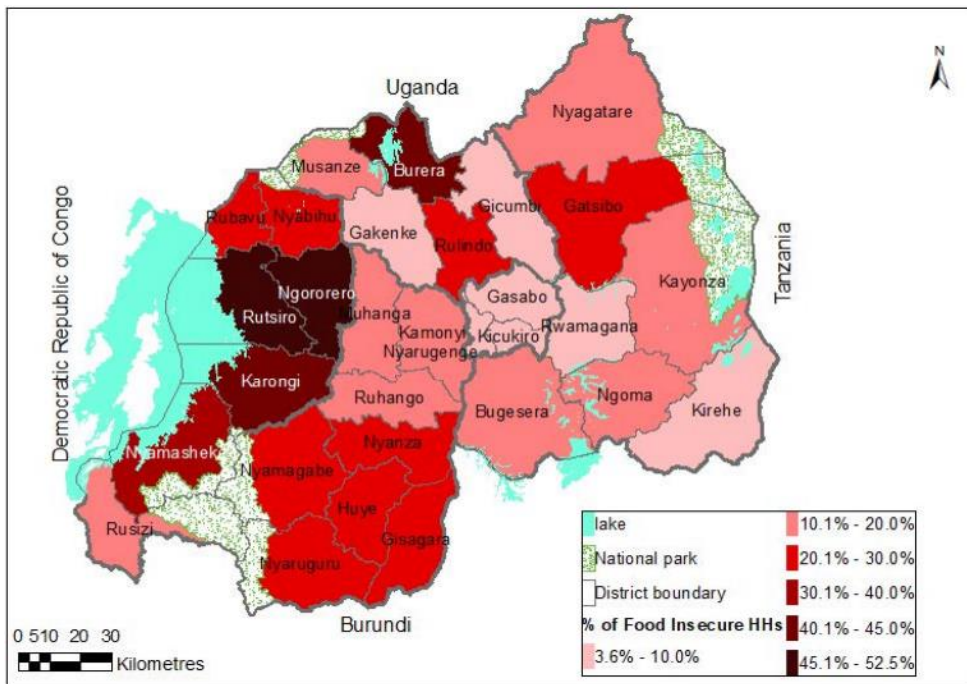 N
Uganda
Nyagatare
Musanze
Burera
Rubavu
Nyabihu
Gakenke
Rulindo
Gicumbi
Gatsibo
Democratic Republic of Congo
Tanzania
Ngororero
Rutsiro
Muhanga
Kamonyi
Nyarugenge
Gasabo
Kicukiro
Rwamagana
Kayonza
Karongi
Ruhango
Bugesera
Ngoma
Kirehe
Nyamashek
Nyamagabe
Nyanza
Huye
Rusizi
Nyaruguru
Gisagara
Burundi
0 510 20 30
Kilometres
lake
National park
District boundary
% of Food Insecure HHs
3.6% - 10.0%
10.1% - 20.0%
20.1% - 30.0%
30.1% - 40.0%
40.1% - 45.0%
45.1% - 52.5%